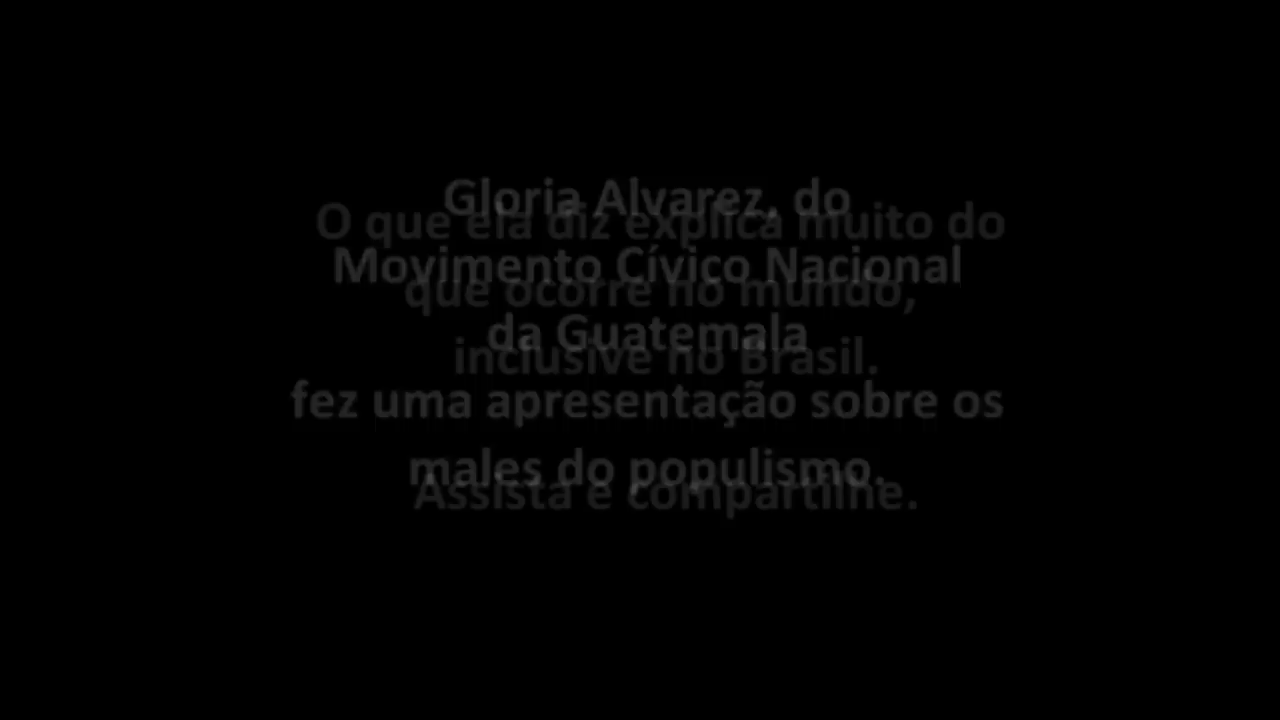 Gloria Alvarez, do
Movimento Cívico Nacional
da Guatemala
fez uma apresentação sobre os
males do populismo.
O que ela diz explica muito do
que ocorre no mundo,
inclusive no Brasil.
Assista e compartilhe.